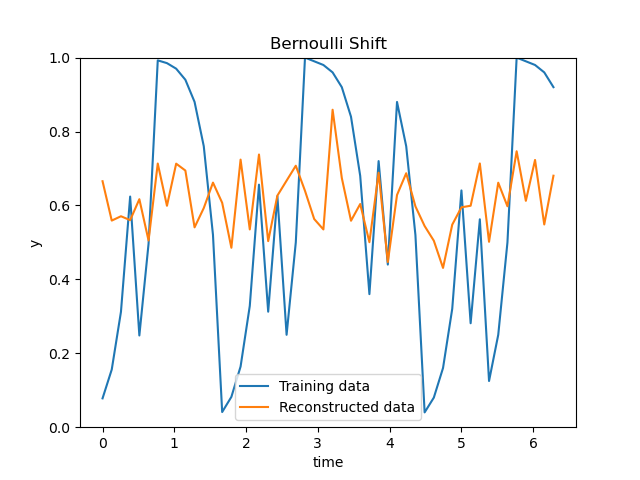 Bernoulli Shift
1.0
0.8
0.6
0.4
0.2
0.0
y
Training data
Reconstructed data
0 1 2 3 4 5 6
time